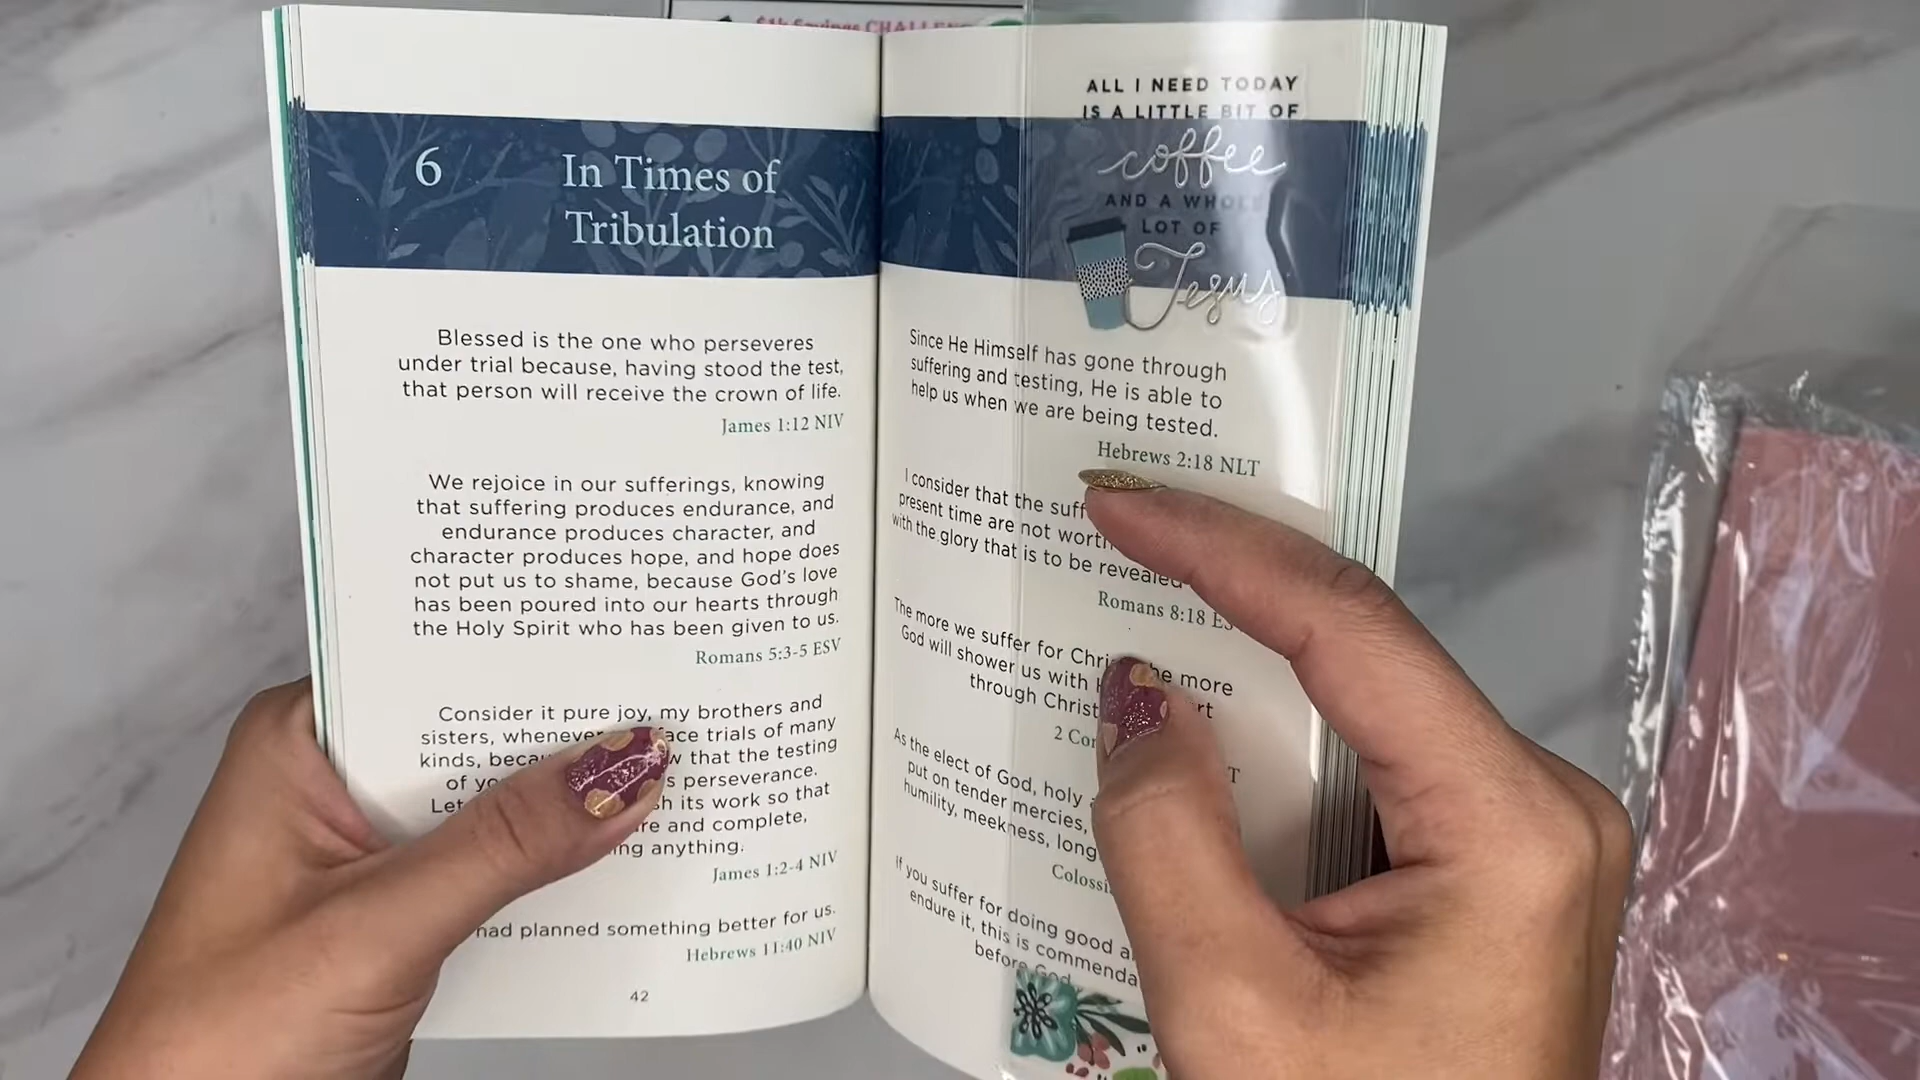 $1k Savings CHALLENGE
6
In Times of
Tribulation
Blessed is the one who perseveres
under trial because, having stood the test,
that person will receive the crown of life.
James 1:12 NIV
We rejoice in our sufferings, knowing
that suffering produces endurance, and
endurance produces character, and
character produces hope, and hope does
not put us to shame, because God's love
has been poured into our hearts through
the Holy Spirit who has been given to us.
Romans 5:3-5 ESV
Consider it pure joy, my brothers and
sisters, whenever face trials of many
kinds, that the testing
of perseverance.
Let its work so that
and complete,
anything.
James 1:2-4 NIV
had planned something better for us.
Hebrews 11:40 NIV
42
ALL I NEED TODAY
IS A LITTLE BIT OF
coffee
AND A WHOLE
LOT OF
Jesus
Since He Himself has gone through
suffering and testing, He is able to
help us when we are being tested.
Hebrews 2:18 NLT
I consider that the
present time are not
with the glory that is to be revealed
Romans 8:18 ESV
The more we suffer for Christ the more
God will shower us with
through Christ
2
As the elect of God, holy
put on tender mercies,
humility, meekness,
If you suffer for doing good
endure it, this is
before God